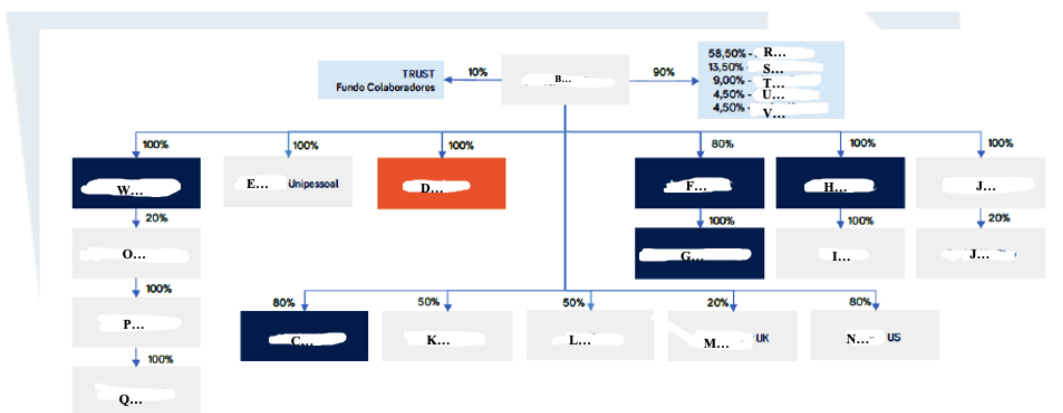 TRUST
Fundo Colaboradores
10%
B...
90%
58,50% - R...
13,50% - S...
9,00% - T...
4,50% - U...
4,50% - V...
100%
100%
100%
80%
100%
100%
W...
E... Unipessoal
D...
F...
H...
J...
20%
100%
100%
20%
O...
G...
I...
J...
100%
P...
100%
Q...
80%
50%
50%
20%
80%
C...
K...
L...
M... UK
N... US